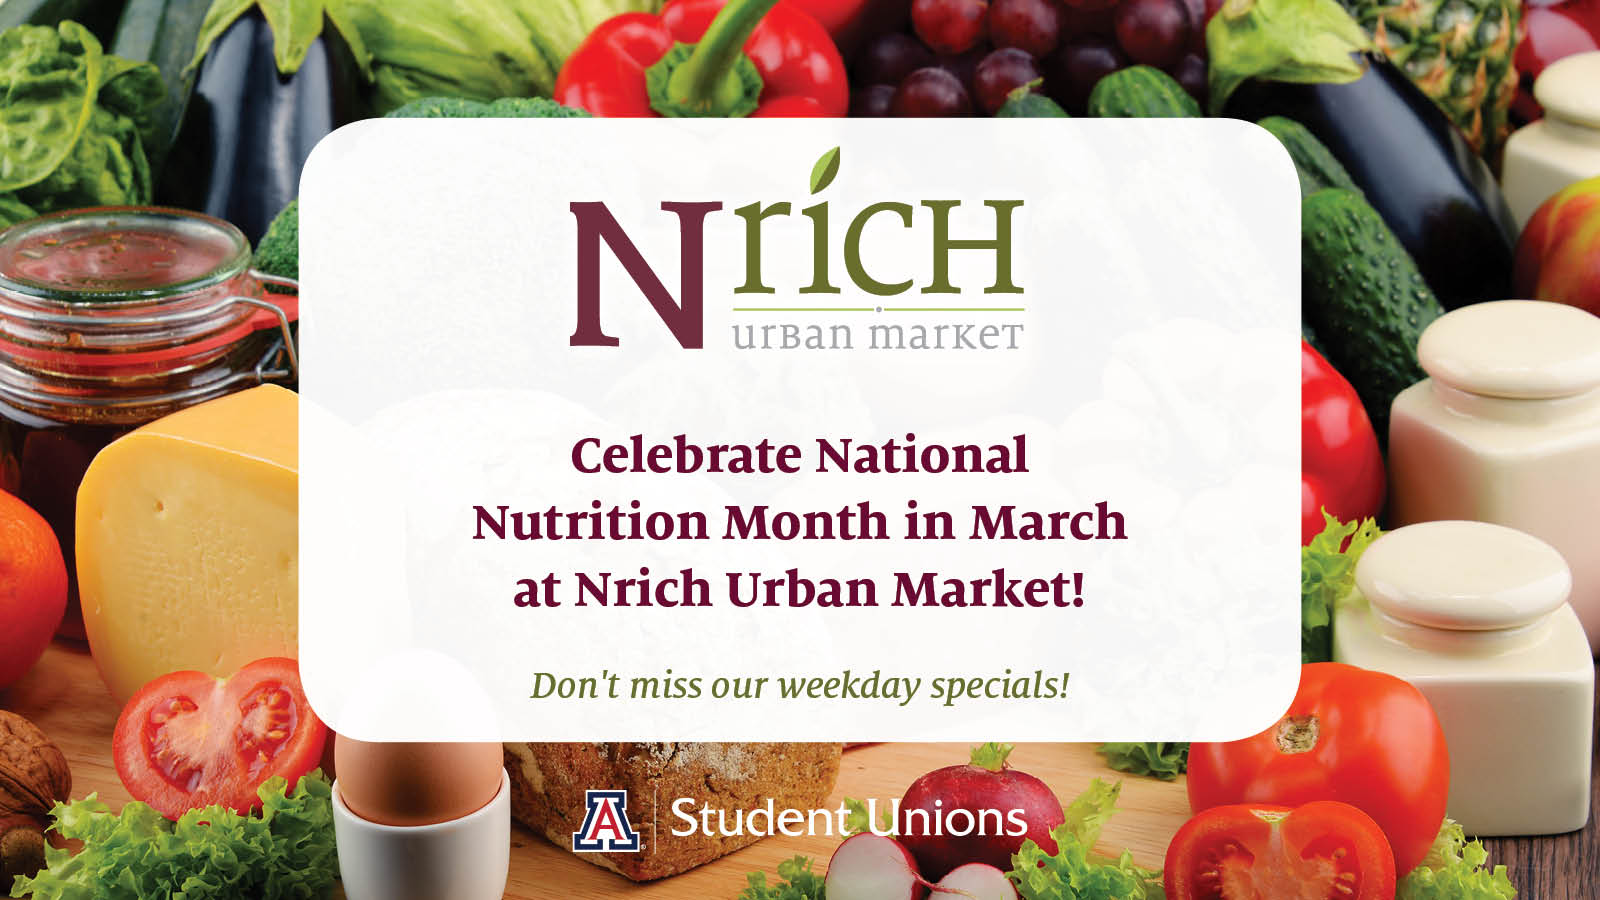 NricH
urBan marKeT
Celebrate National
Nutrition Month in March
at Nrich Urban Market!
Don't miss our weekday specials!
A Student Unions